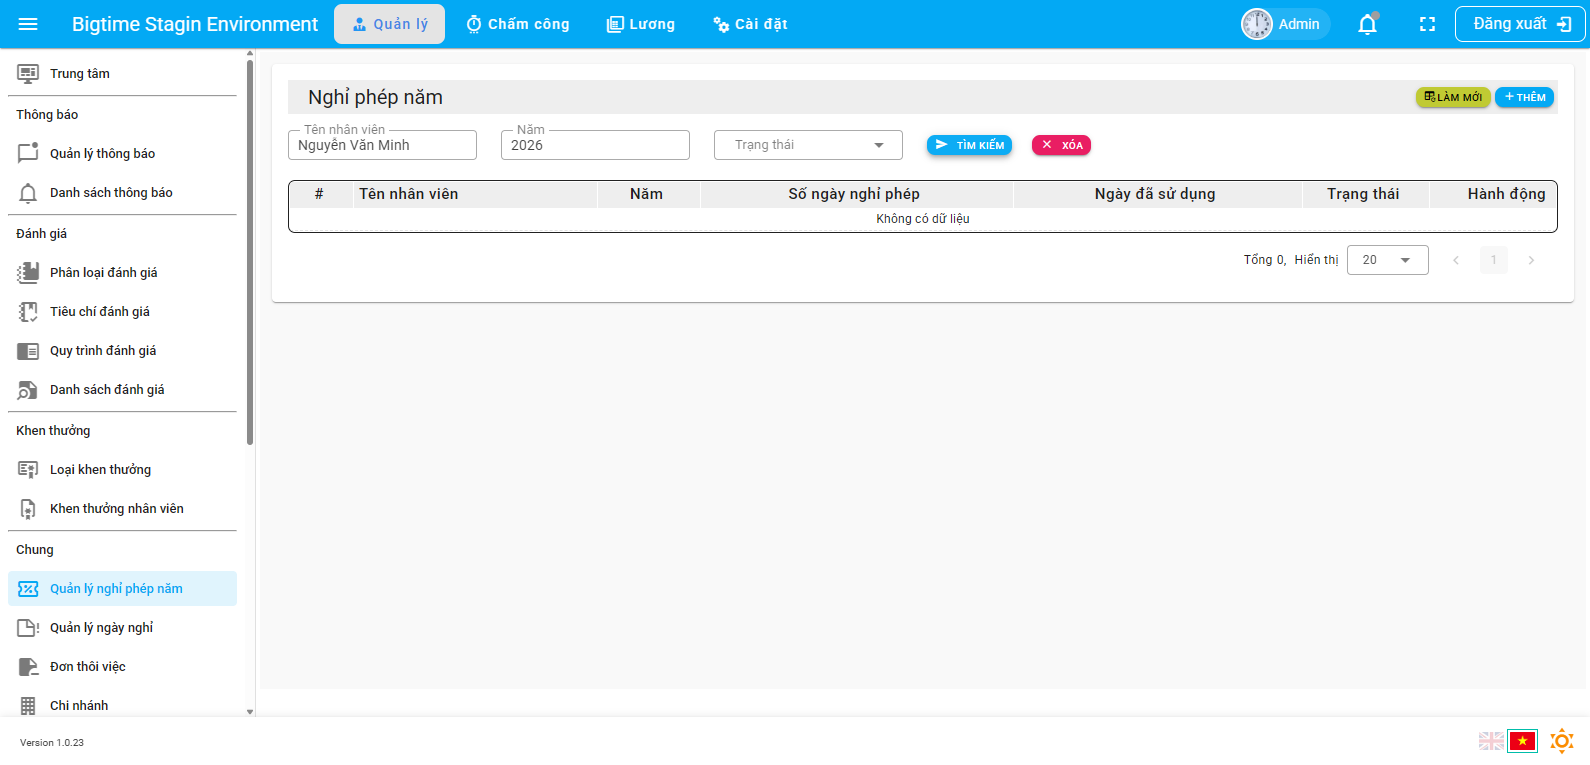 Bigtime Stagin Environment
Quản lý
Chấm công
Lương
Cài đặt
Admin
Đăng xuất
Trung tâm
Thông báo
Quản lý thông báo
Danh sách thông báo
Đánh giá
Phân loại đánh giá
Tiêu chí đánh giá
Quy trình đánh giá
Danh sách đánh giá
Khen thưởng
Loại khen thưởng
Khen thưởng nhân viên
Chung
Quản lý nghỉ phép năm
Quản lý ngày nghỉ
Đơn thôi việc
Chi nhánh
Nghỉ phép năm
LÀM MỚI
THÊM
Tên nhân viên
Nguyễn Văn Minh
Năm
2026
Trạng thái
TÌM KIẾM
XÓA
# Tên nhân viên Năm Số ngày nghỉ phép Ngày đã sử dụng Trạng thái Hành động
Không có dữ liệu
Tổng 0, Hiển thị 20 1
Version 1.0.23